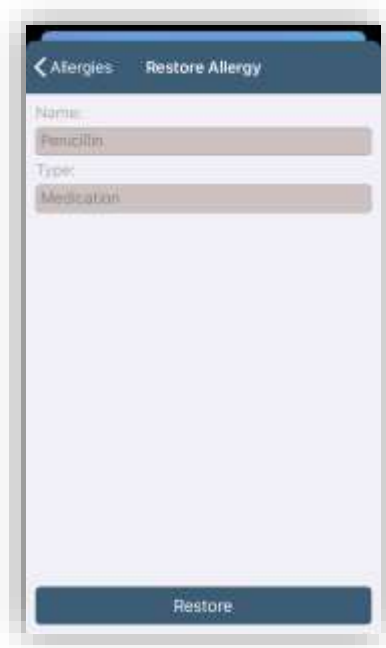 Allergies Restore Allergy
Name:
Penicillin
Type:
Medication
Restore